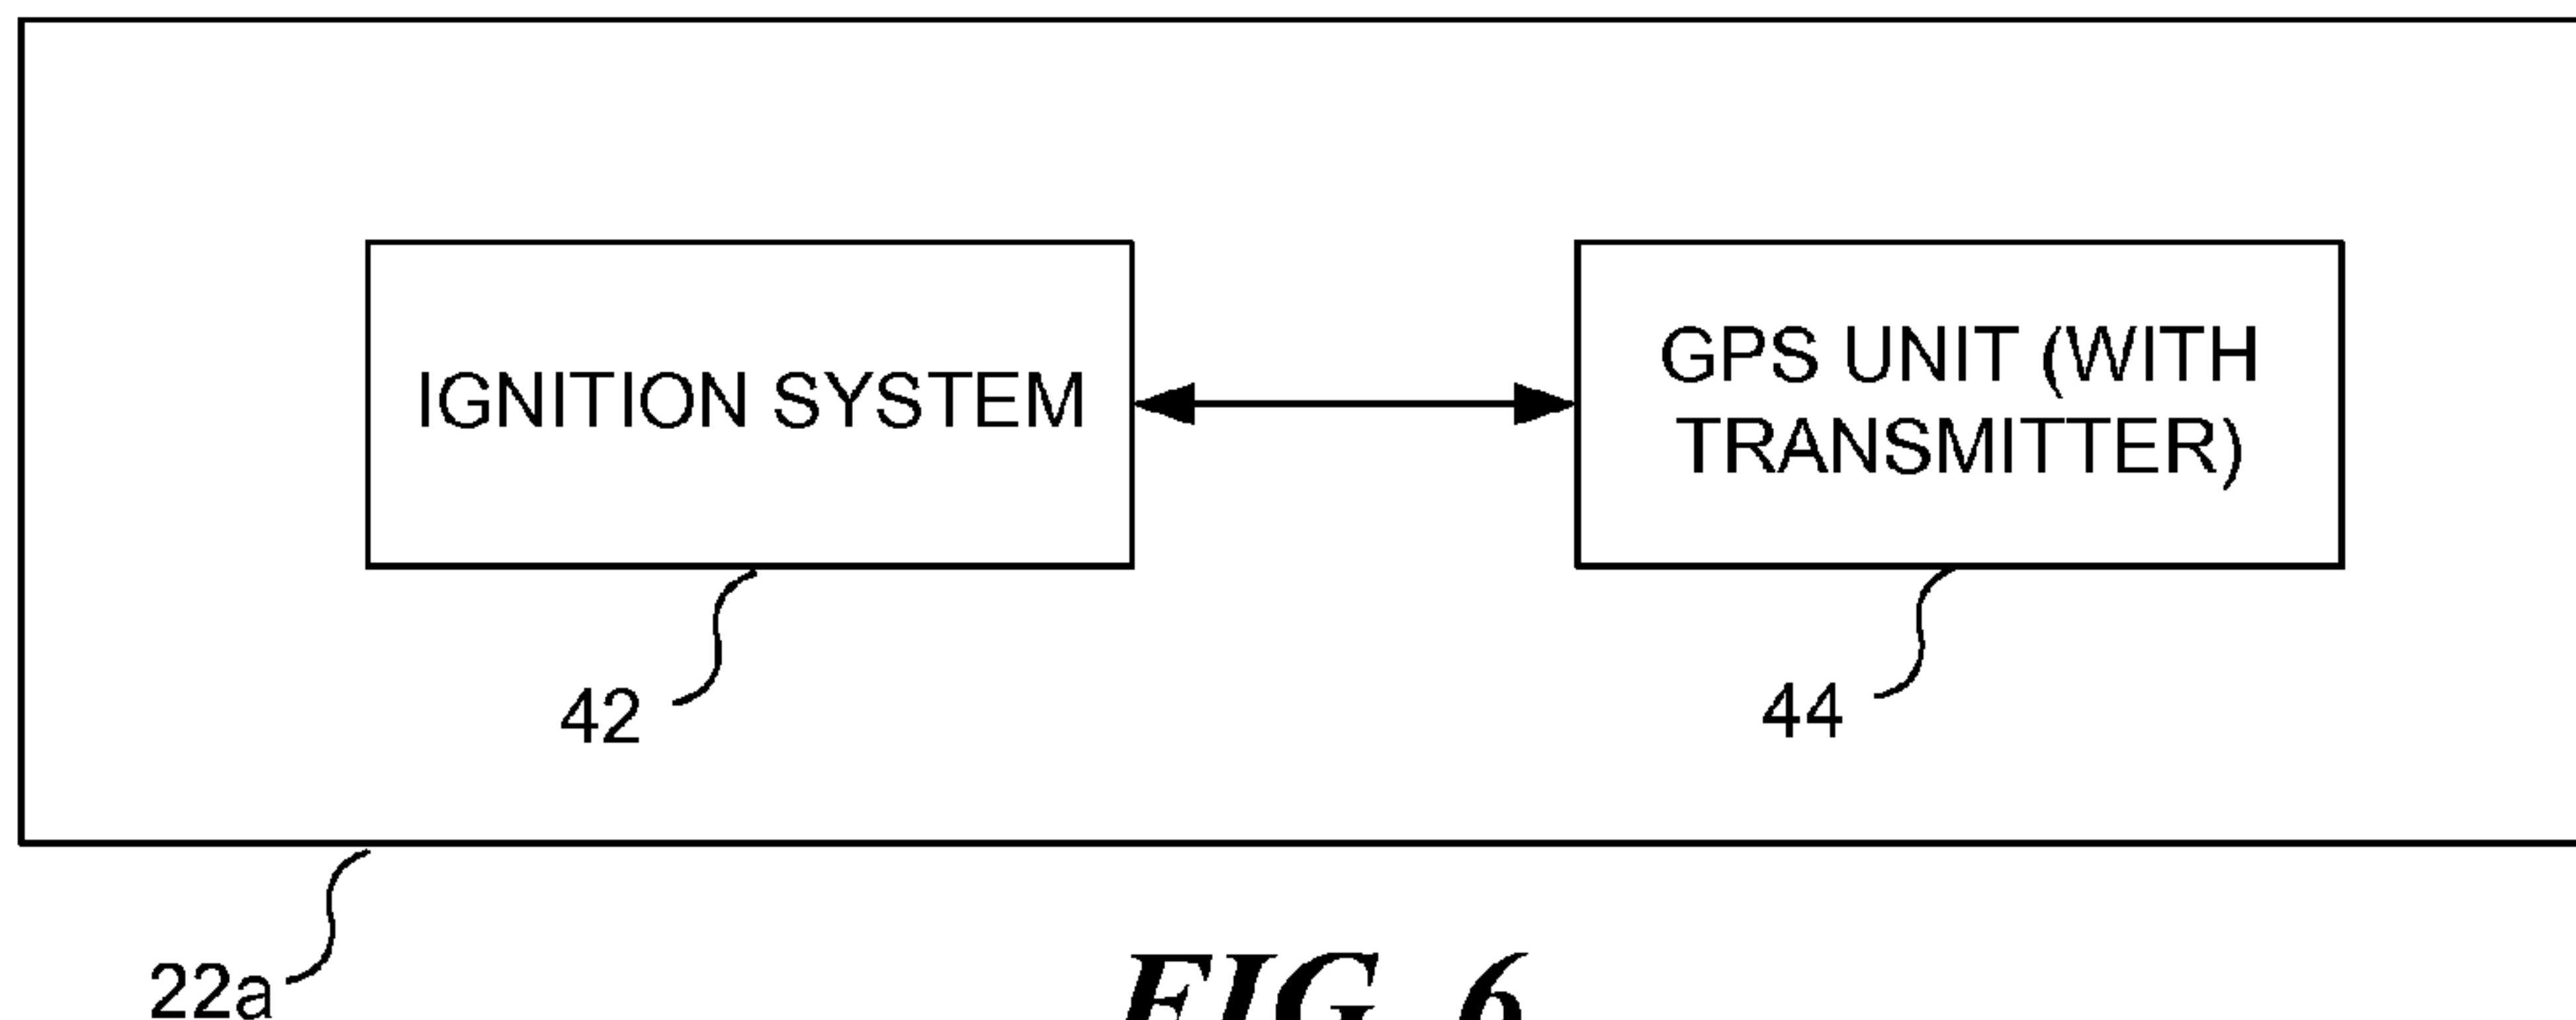 IGNITION SYSTEM
GPS UNIT (WITH
TRANSMITTER)
42
44
22a
FIG. 6